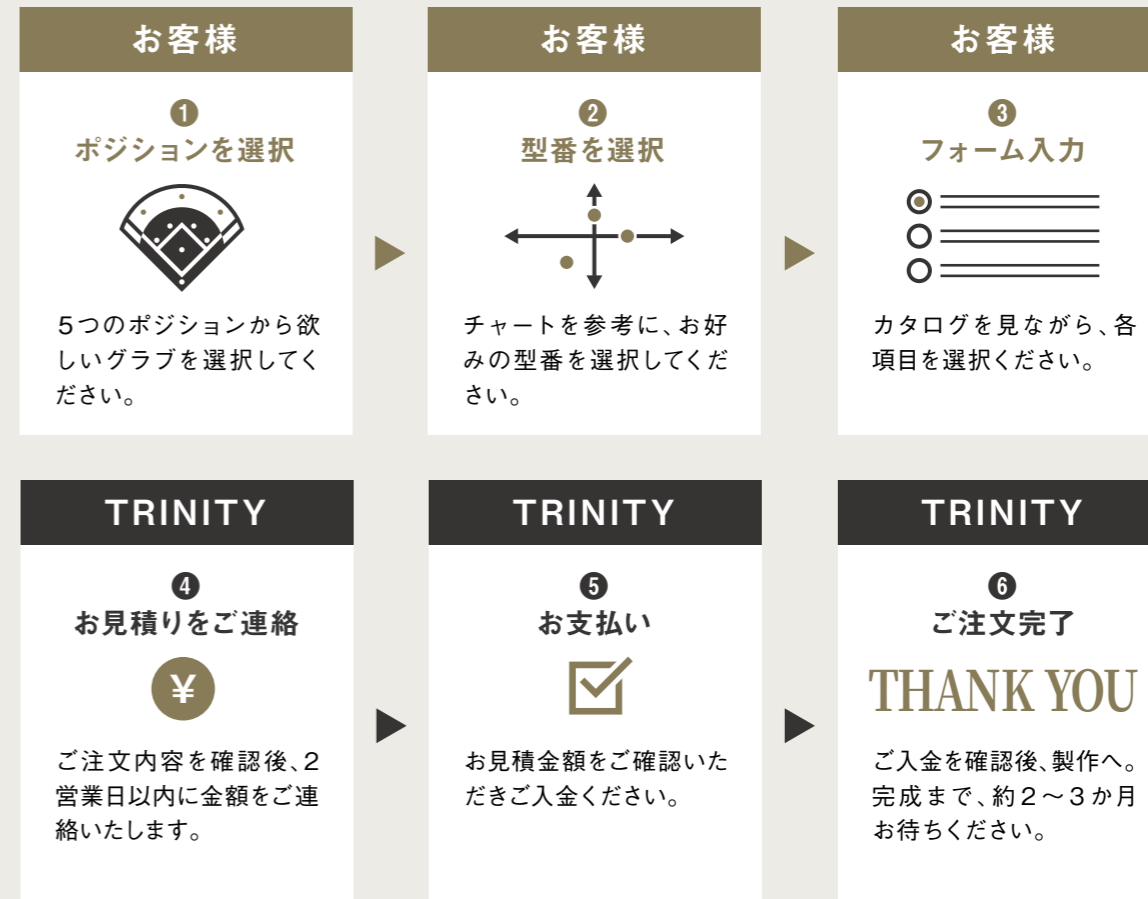 お客様
❶
ポジションを選択
5つのポジションから欲
しいグラブを選択してく
ださい。
お客様
❷
型番を選択
チャートを参考に、お好
みの型番を選択してくだ
さい。
お客様
❸
フォーム入力
カタログを見ながら、各
項目を選択ください。
TRINITY
❹
お見積りをご連絡
¥
ご注文内容を確認後、2
営業日以内に金額をご連
絡いたします。
TRINITY
❺
お支払い
お見積金額をご確認いた
だきご入金ください。
TRINITY
❻
ご注文完了
THANK YOU
ご入金を確認後、製作へ。
完成まで、約2〜3か月
お待ちください。